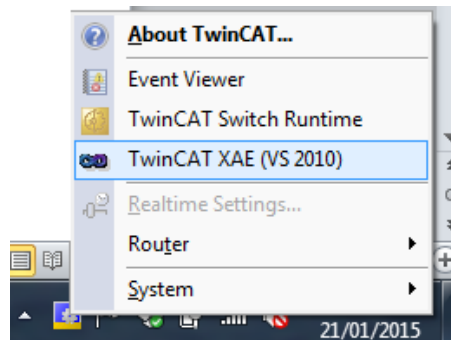 About TwinCAT...
Event Viewer
TwinCAT Switch Runtime
TwinCAT XAE (VS 2010)
Realtime Settings...
Router
System
21/01/2015